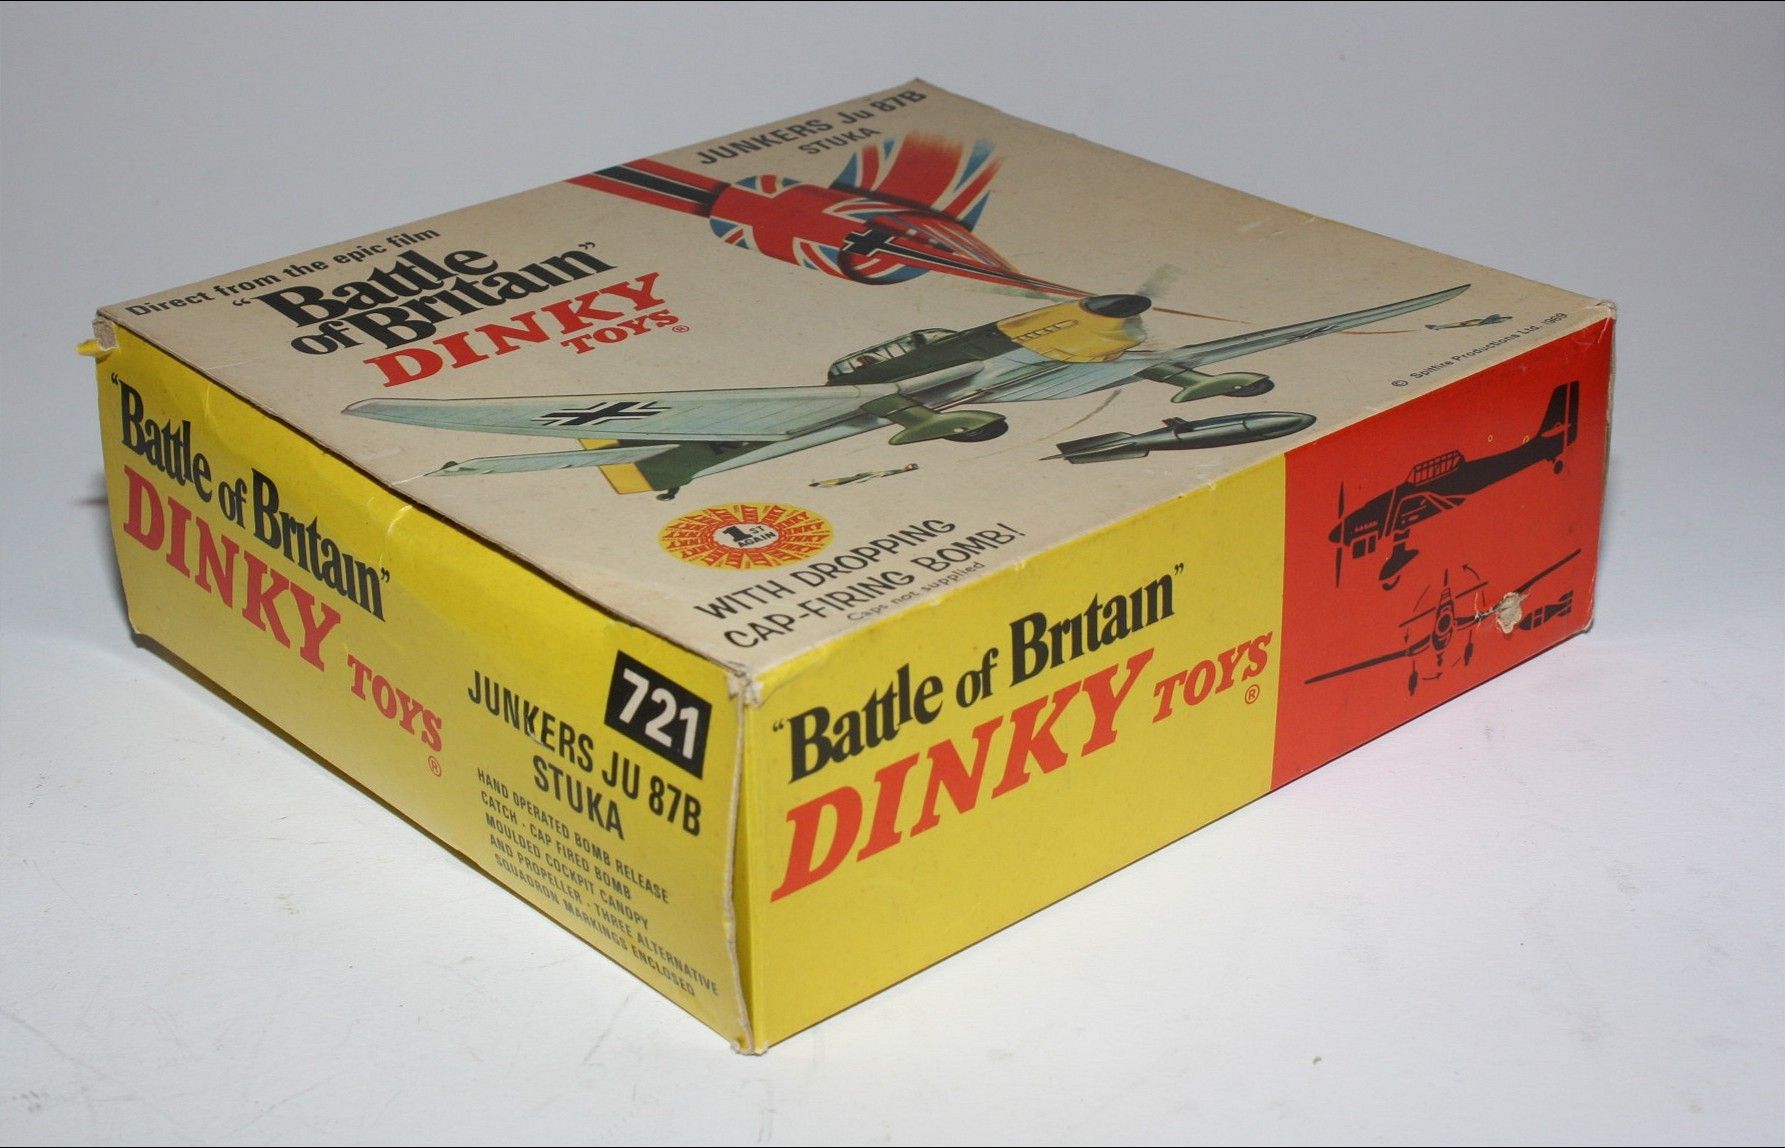 JUNKERS Ju 87B
STUKA
Direct from the epic film
"Battle
of Britain"
DINKY
TOYS®
© Spitfire Productions Ltd. 1969
1ST
AGAIN
WITH DROPPING
CAP-FIRING BOMB!
Caps not supplied
"Battle of Britain"
DINKY TOYS®
721
JUNKERS JU 87B
STUKA
HAND OPERATED BOMB RELEASE
CATCH · CAP FIRED BOMB
MOULDED COCKPIT CANOPY
AND PROPELLER · THREE ALTERNATIVE
SQUADRON MARKINGS ENCLOSED
"Battle of Britain"
DINKY TOYS®